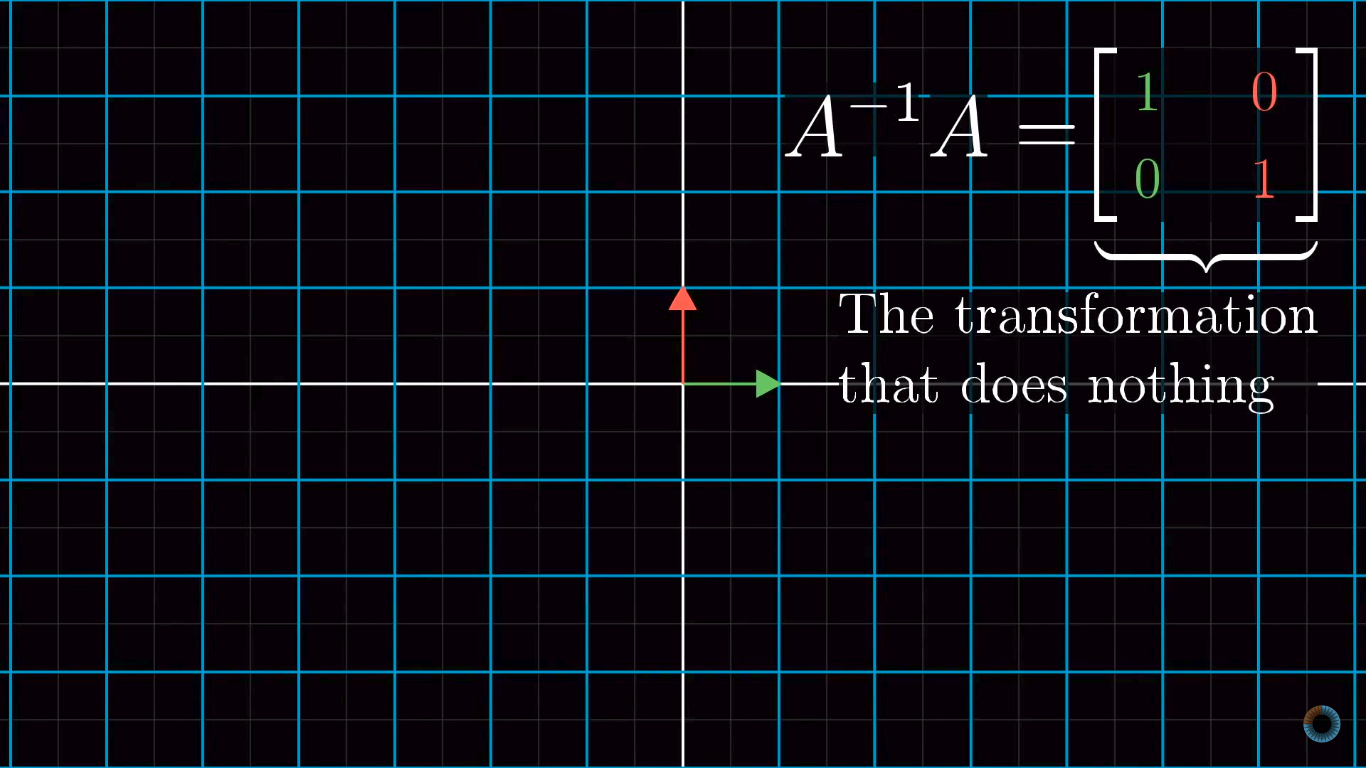 A⁻¹A = [1 0
0 1]
The transformation
that does nothing